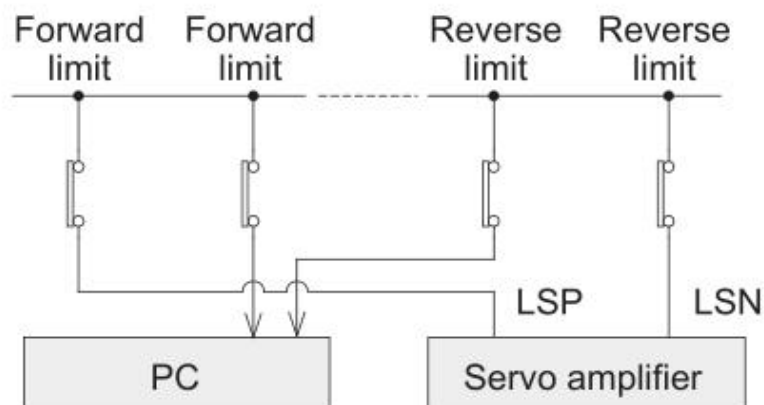 Forward
limit
Forward
limit
Reverse
limit
Reverse
limit
LSP
LSN
PC
Servo amplifier